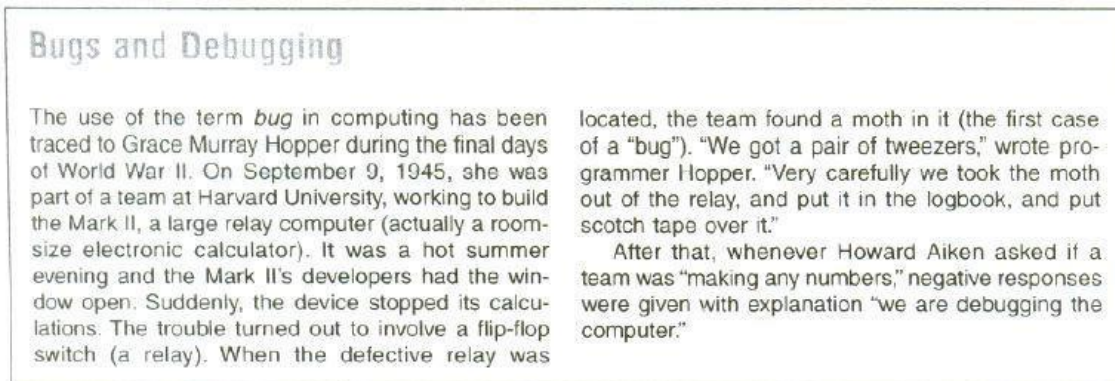 Bugs and Debugging
The use of the term bug in computing has been
traced to Grace Murray Hopper during the final days
of World War II. On September 9, 1945, she was
part of a team at Harvard University, working to build
the Mark II, a large relay computer (actually a room-
size electronic calculator). It was a hot summer
evening and the Mark II's developers had the win-
dow open. Suddenly, the device stopped its calcu-
lations. The trouble turned out to involve a flip-flop
switch (a relay). When the defective relay was
located, the team found a moth in it (the first case
of a “bug”). “We got a pair of tweezers,” wrote pro-
grammer Hopper. “Very carefully we took the moth
out of the relay, and put it in the logbook, and put
scotch tape over it.”
After that, whenever Howard Aiken asked if a
team was “making any numbers,” negative responses
were given with explanation “we are debugging the
computer.”